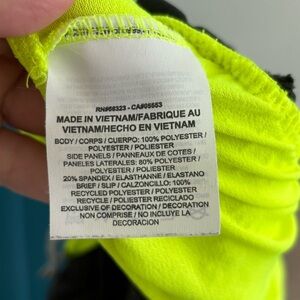 RN#56323 - CA#05553
MADE IN VIETNAM/FABRIQUE AU
VIETNAM/HECHO EN VIETNAM
BODY / CORPS / CUERPO: 100% POLYESTER /
POLYESTER / POLIÉSTER
SIDE PANELS / PANNEAUX DE COTES /
PANELES LATERALES: 80% POLYESTER /
POLYESTER / POLIESTER
20% SPANDEX / ELASTHANNE / ELASTANO
BRIEF / SLIP / CALZONCILLO: 100%
RECYCLED POLYESTER / POLYESTER
RECYCLE / POLIESTER RECICLADO
EXCLUSIVE OF DECORATION / DECORATION
NON COMPRISE / NO INCLUYE LA
DECORACION